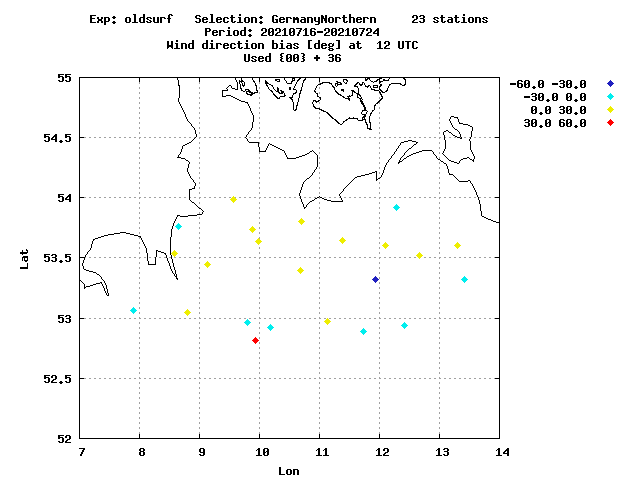 Exp: oldsurf   Selection: GermanyNorthern     23 stations
Period: 20210716-20210724
Wind direction bias [deg] at  12 UTC
Used {00} + 36
-60.0 -30.0
-30.0 0.0
0.0 30.0
30.0 60.0
55
54.5
54
53.5
53
52.5
52
Lat
7 8 9 10 11 12 13 14
Lon